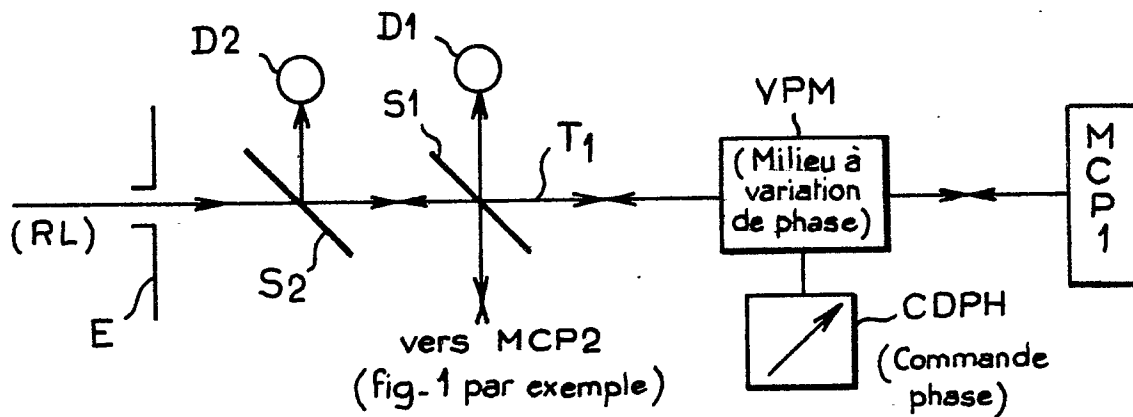 D2
D1
S1
VPM
T1
(Milieu à
variation
de phase)
MCP1
(RL)
S2
E
vers MCP2
(fig-1 par exemple)
CDPH
(Commande
phase)